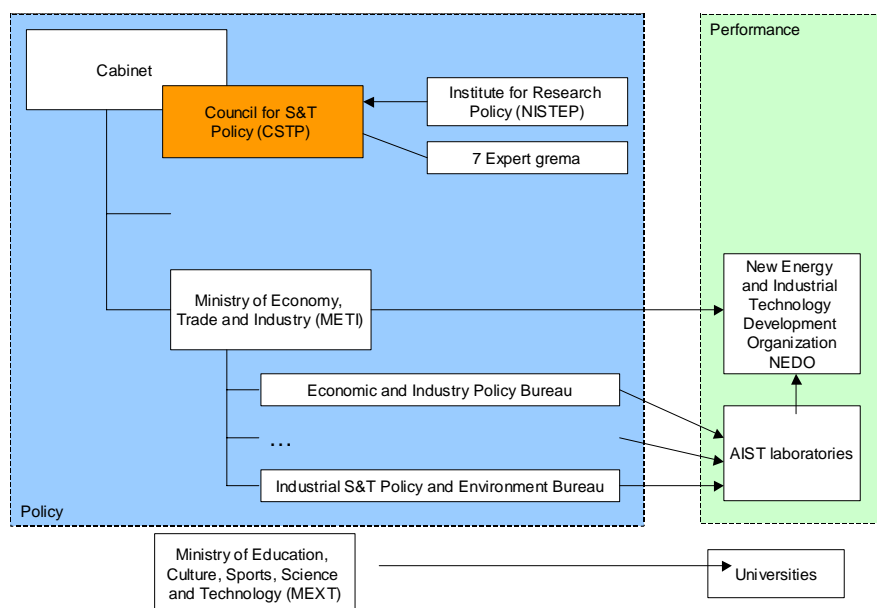 Performance
Cabinet
Council for S&T
Policy (CSTP)
Institute for Research
Policy (NISTEP)
7 Expert grema
Ministry of Economy,
Trade and Industry (METI)
New Energy
and Industrial
Technology
Development
Organization
NEDO
Economic and Industry Policy Bureau
...
AIST laboratories
Industrial S&T Policy and Environment Bureau
Policy
Ministry of Education,
Culture, Sports, Science
and Technology (MEXT)
Universities